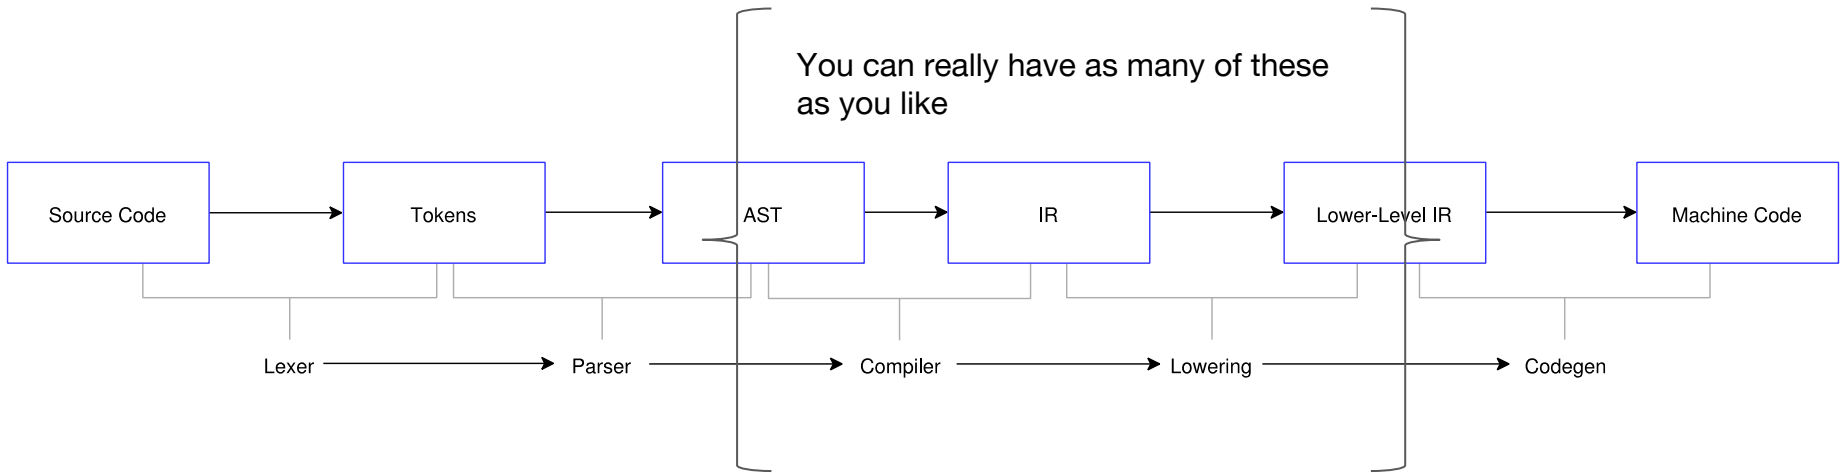 You can really have as many of these
as you like
Source Code
Tokens
AST
IR
Lower-Level IR
Machine Code
Lexer
Parser
Compiler
Lowering
Codegen